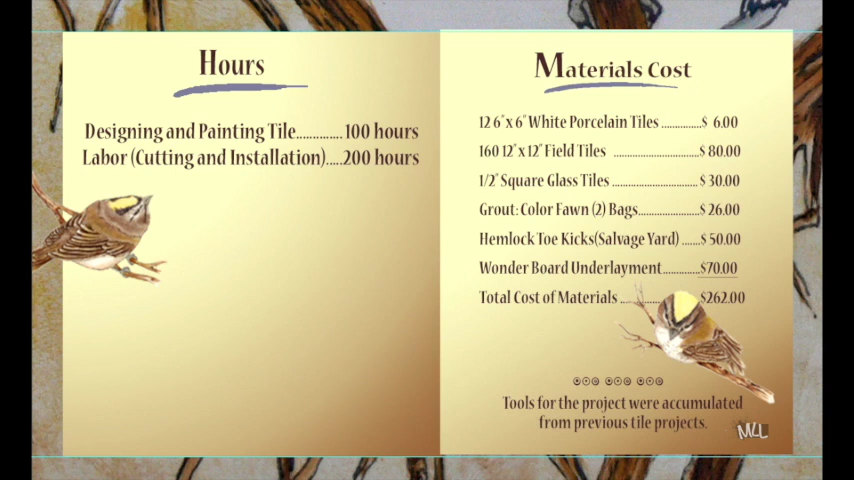 Hours
Designing and Painting Tile.............. 100 hours
Labor (Cutting and Installation).....200 hours
Materials Cost
12 6" x 6" White Porcelain Tiles ..............$ 6.00
160 12" x 12" Field Tiles ..............................$ 80.00
1/2" Square Glass Tiles .............................. $ 30.00
Grout: Color Fawn (2) Bags......................$ 26.00
Hemlock Toe Kicks(Salvage Yard) .......$ 50.00
Wonder Board Underlayment.............$70.00
Total Cost of Materials .............. $262.00
Tools for the project were accumulated
from previous tile projects.
MLL